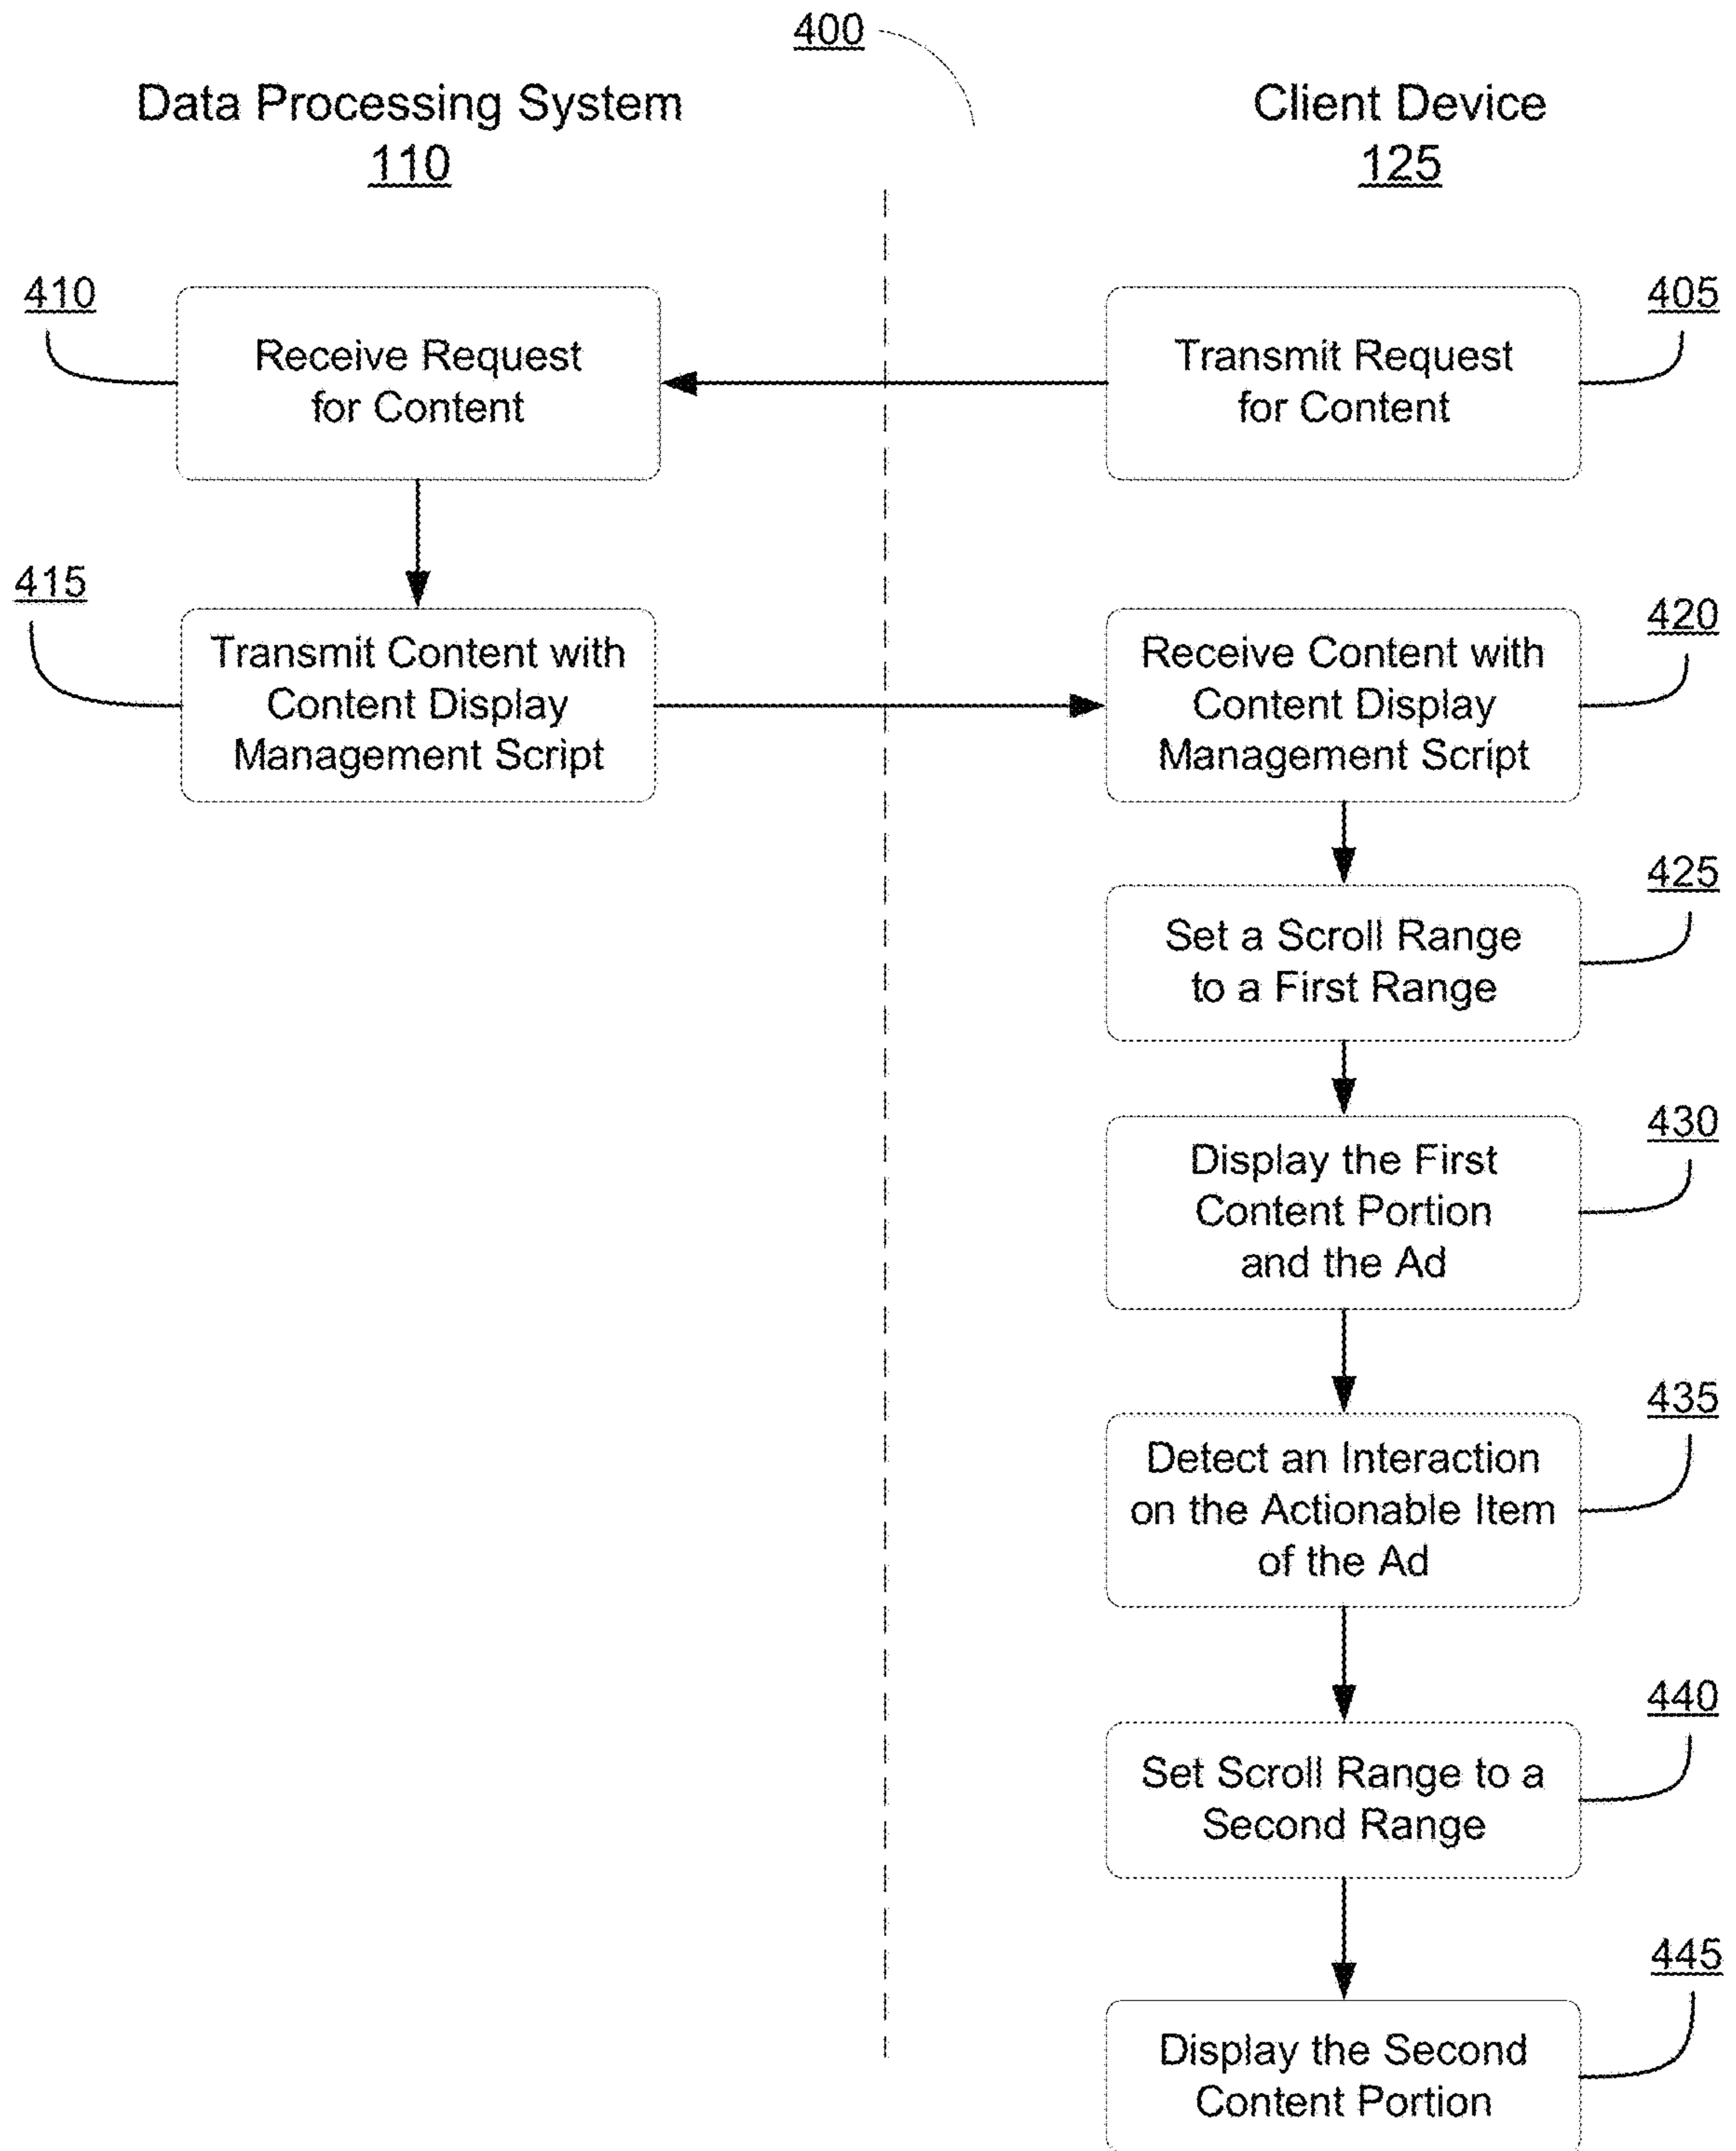 400
Data Processing System
110
Client Device
125
410
Receive Request
for Content
405
Transmit Request
for Content
415
Transmit Content with
Content Display
Management Script
420
Receive Content with
Content Display
Management Script
425
Set a Scroll Range
to a First Range
430
Display the First
Content Portion
and the Ad
435
Detect an Interaction
on the Actionable Item
of the Ad
440
Set Scroll Range to a
Second Range
445
Display the Second
Content Portion